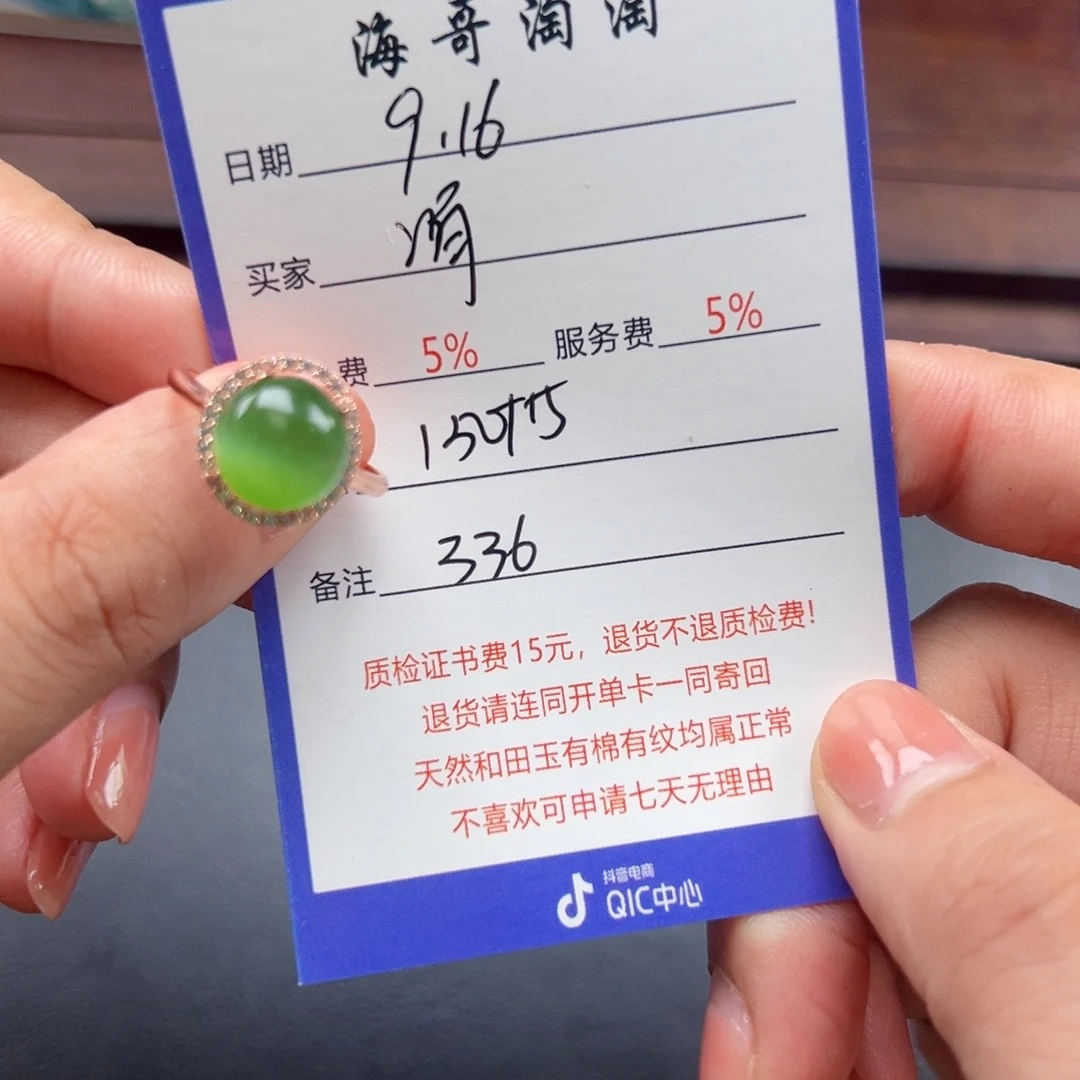 海哥淘淘
日期 9.16
买家
费 5% 服务费 5%
150
备注 336
质检证书费15元，退货不退质检费!
退货请连同开单卡一同寄回
天然和田玉有棉有纹均属正常
不喜欢可申请七天无理由
抖音电商
QIC中心